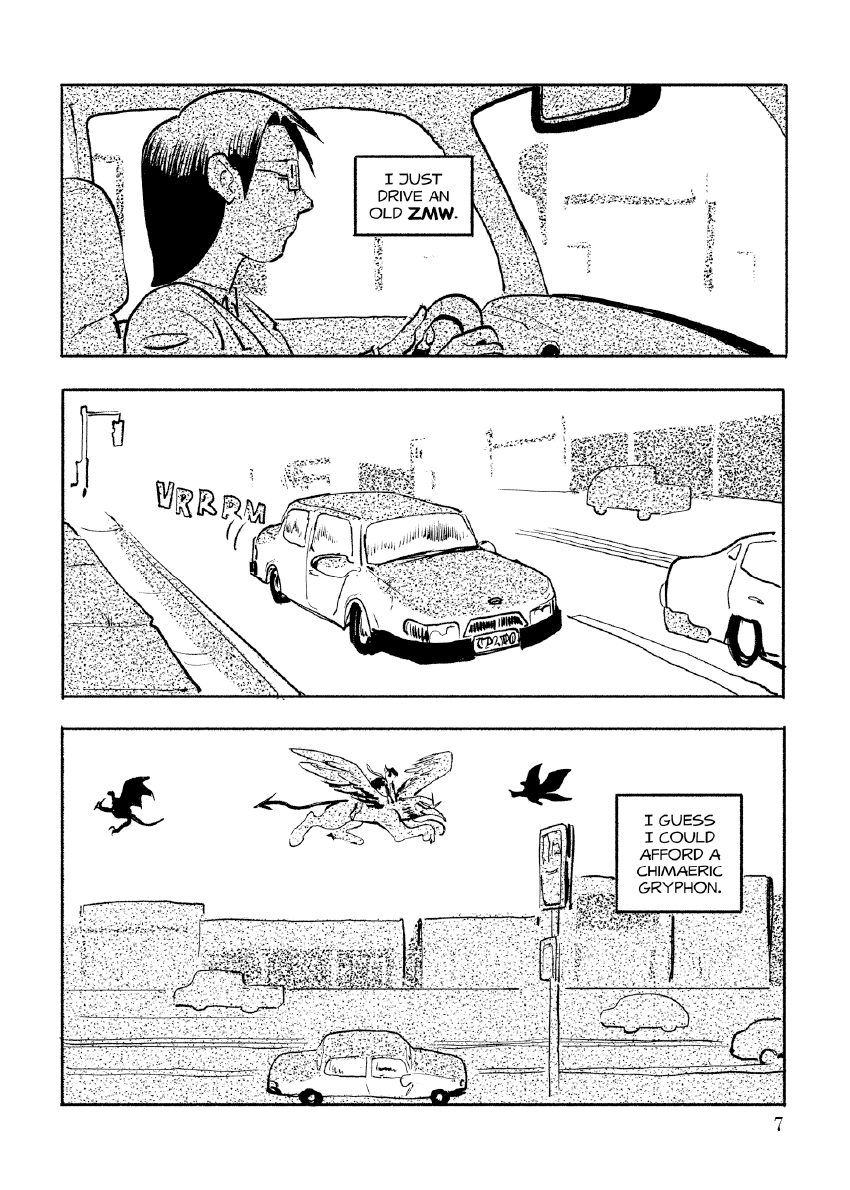 I JUST
DRIVE AN
OLD ZMW.
VRRRM
I GUESS
I COULD
AFFORD A
CHIMAERIC
GRYPHON.
7